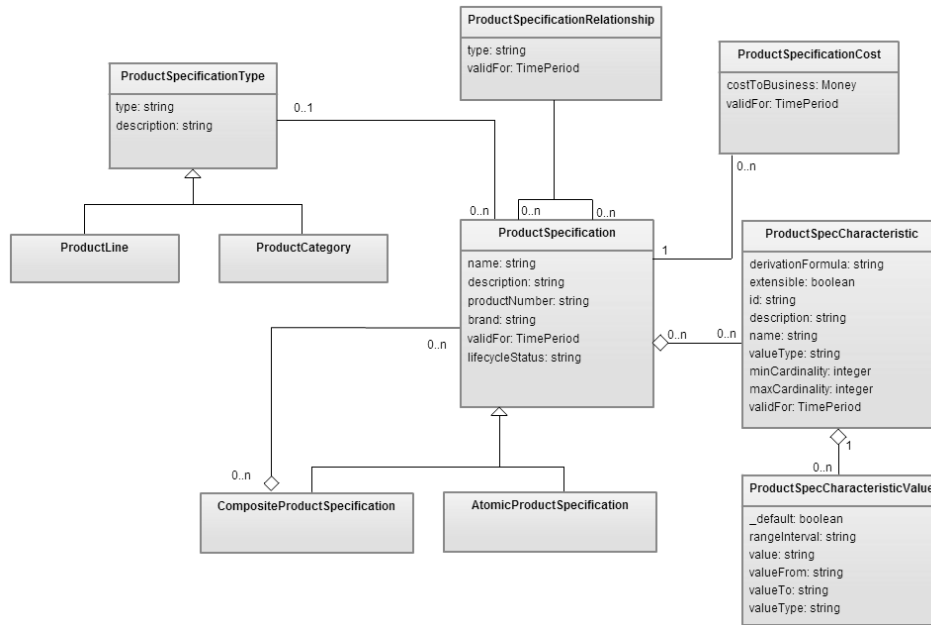 ProductSpecificationRelationship
type: string
validFor: TimePeriod
ProductSpecificationCost
costToBusiness: Money
validFor: TimePeriod
ProductSpecificationType
type: string
description: string
0..1
0..n
0..n
0..n
0..n
0..n
1
ProductLine
ProductCategory
ProductSpecification
name: string
description: string
productNumber: string
brand: string
validFor: TimePeriod
lifecycleStatus: string
ProductSpecCharacteristic
derivationFormula: string
extensible: boolean
id: string
description: string
name: string
valueType: string
minCardinality: integer
maxCardinality: integer
validFor: TimePeriod
0..n
0..n
0..n
1
0..n
0..n
CompositeProductSpecification
AtomicProductSpecification
ProductSpecCharacteristicValue
_default: boolean
rangeInterval: string
value: string
valueFrom: string
valueTo: string
valueType: string